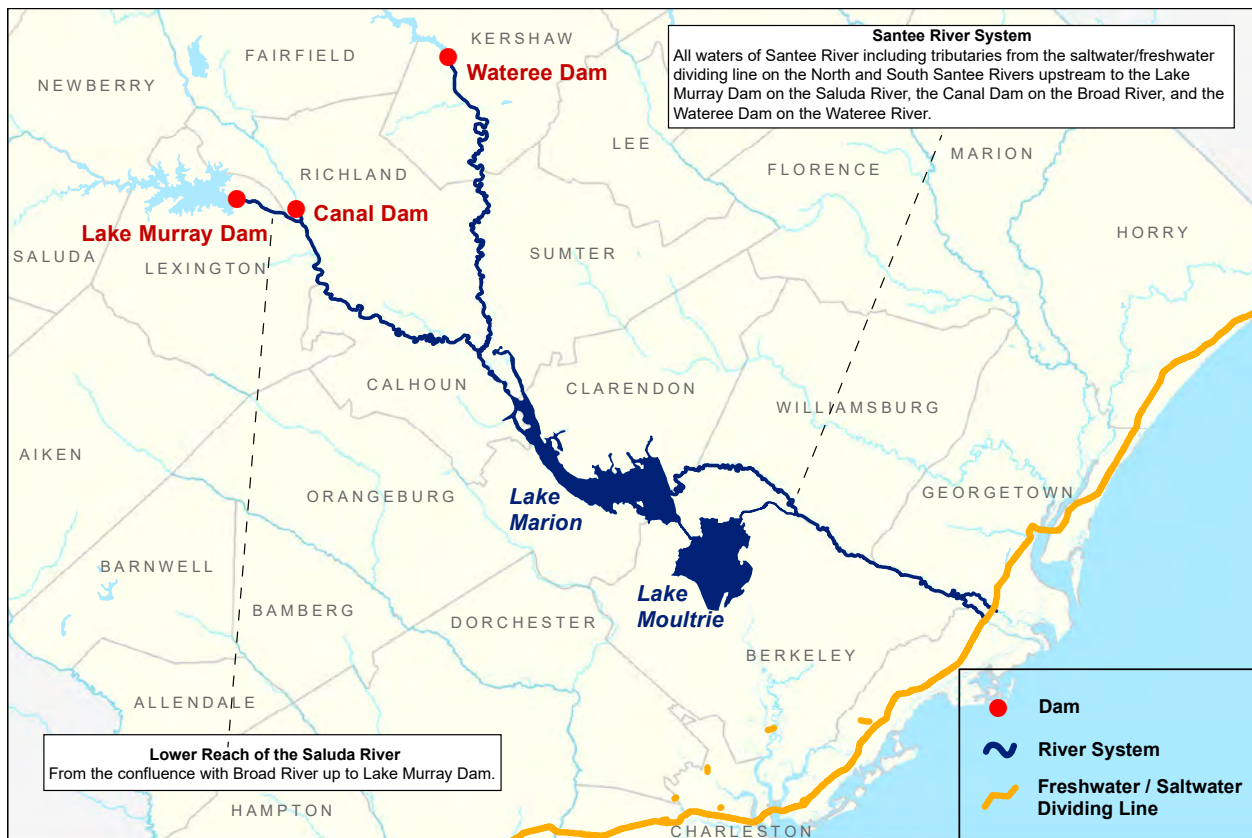 KERSHAW
FAIRFIELD
Wateree Dam
NEWBERRY
Santee River System
All waters of Santee River including tributaries from the saltwater/freshwater
dividing line on the North and South Santee Rivers upstream to the Lake
Murray Dam on the Saluda River, the Canal Dam on the Broad River, and the
Wateree Dam on the Wateree River.
LEE
MARION
FLORENCE
RICHLAND
Canal Dam
Lake Murray Dam
HORRY
SALUDA
LEXINGTON
SUMTER
CALHOUN
CLARENDON
WILLIAMSBURG
AIKEN
ORANGEBURG
Lake
Marion
GEORGETOWN
BARNWELL
BAMBERG
Lake
Moultrie
DORCHESTER
BERKELEY
ALLENDALE
Lower Reach of the Saluda River
From the confluence with Broad River up to Lake Murray Dam.
HAMPTON
CHARLESTON
Dam
River System
Freshwater / Saltwater
Dividing Line